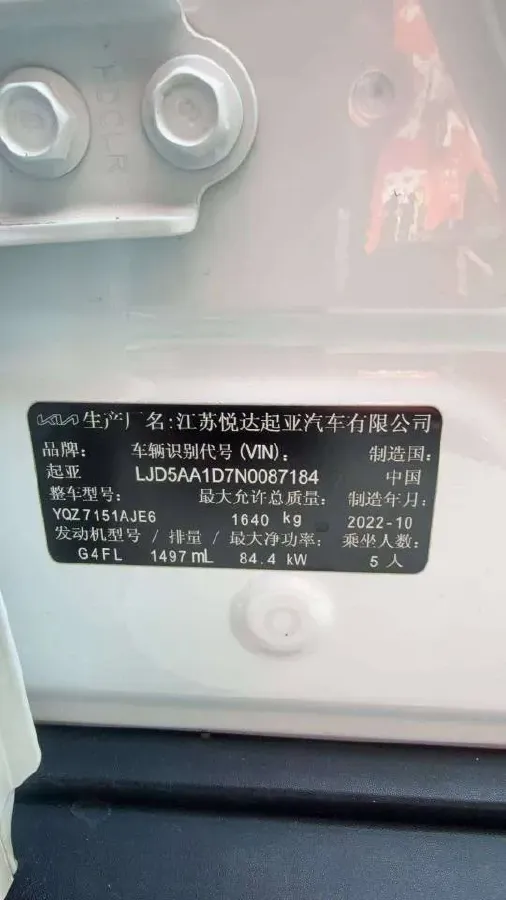 HDCLR
KIA 生产厂名:江苏悦达起亚汽车有限公司
品牌: 车辆识别代号(VIN): 制造国:
起亚 LJD5AA1D7N0087184 中国
整车型号: 最大允许总质量: 制造年月:
YQZ7151AJE6 1640 kg 2022-10
发动机型号 / 排量 / 最大净功率: 乘坐人数:
G4FL 1497mL 84.4 kW 5 人